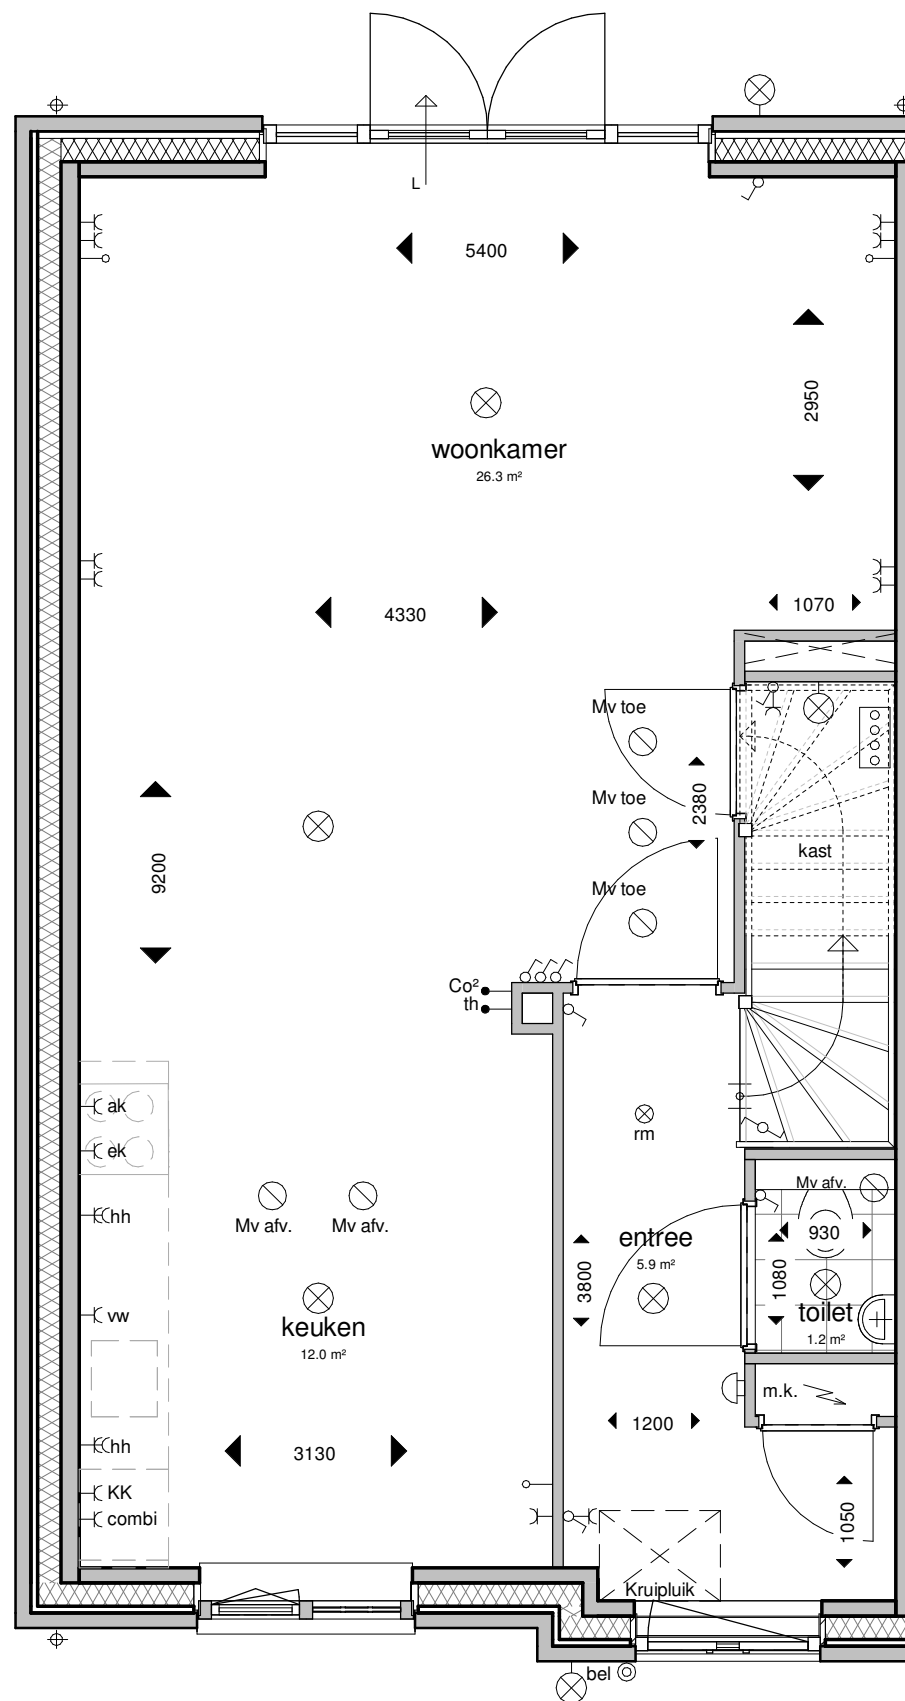 L
5400
2950
woonkamer
26.3 m²
1070
4330
Mv toe
2380
Mv toe
kast
9200
Mv toe
Co²
th
ak
rm
ek
Mv afv.
hh
Mv afv.
Mv afv.
930
entree
5.9 m²
3800
1080
vw
keuken
12.0 m²
toilet
1.2 m²
m.k.
1200
hh
3130
KK
combi
1050
Kruipluik
bel